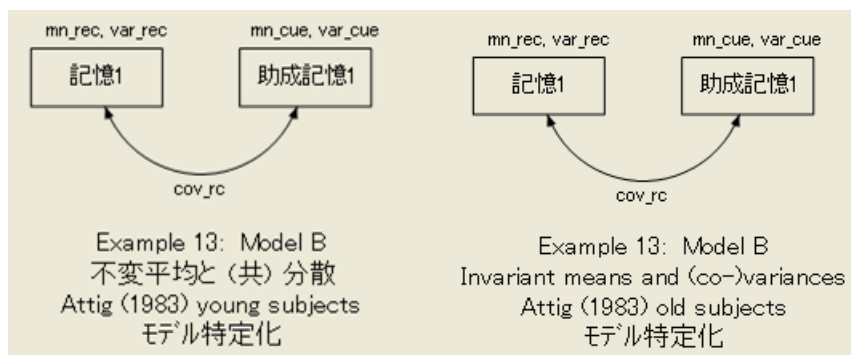 mn_rec, var_rec
mn_cue, var_cue
記憶1
助成記憶1
cov_rc
Example 13: Model B
不変平均と（共）分散
Attig (1983) young subjects
モデル特定化
mn_rec, var_rec
mn_cue, var_cue
記憶1
助成記憶1
cov_rc
Example 13: Model B
Invariant means and (co-)variances
Attig (1983) old subjects
モデル特定化